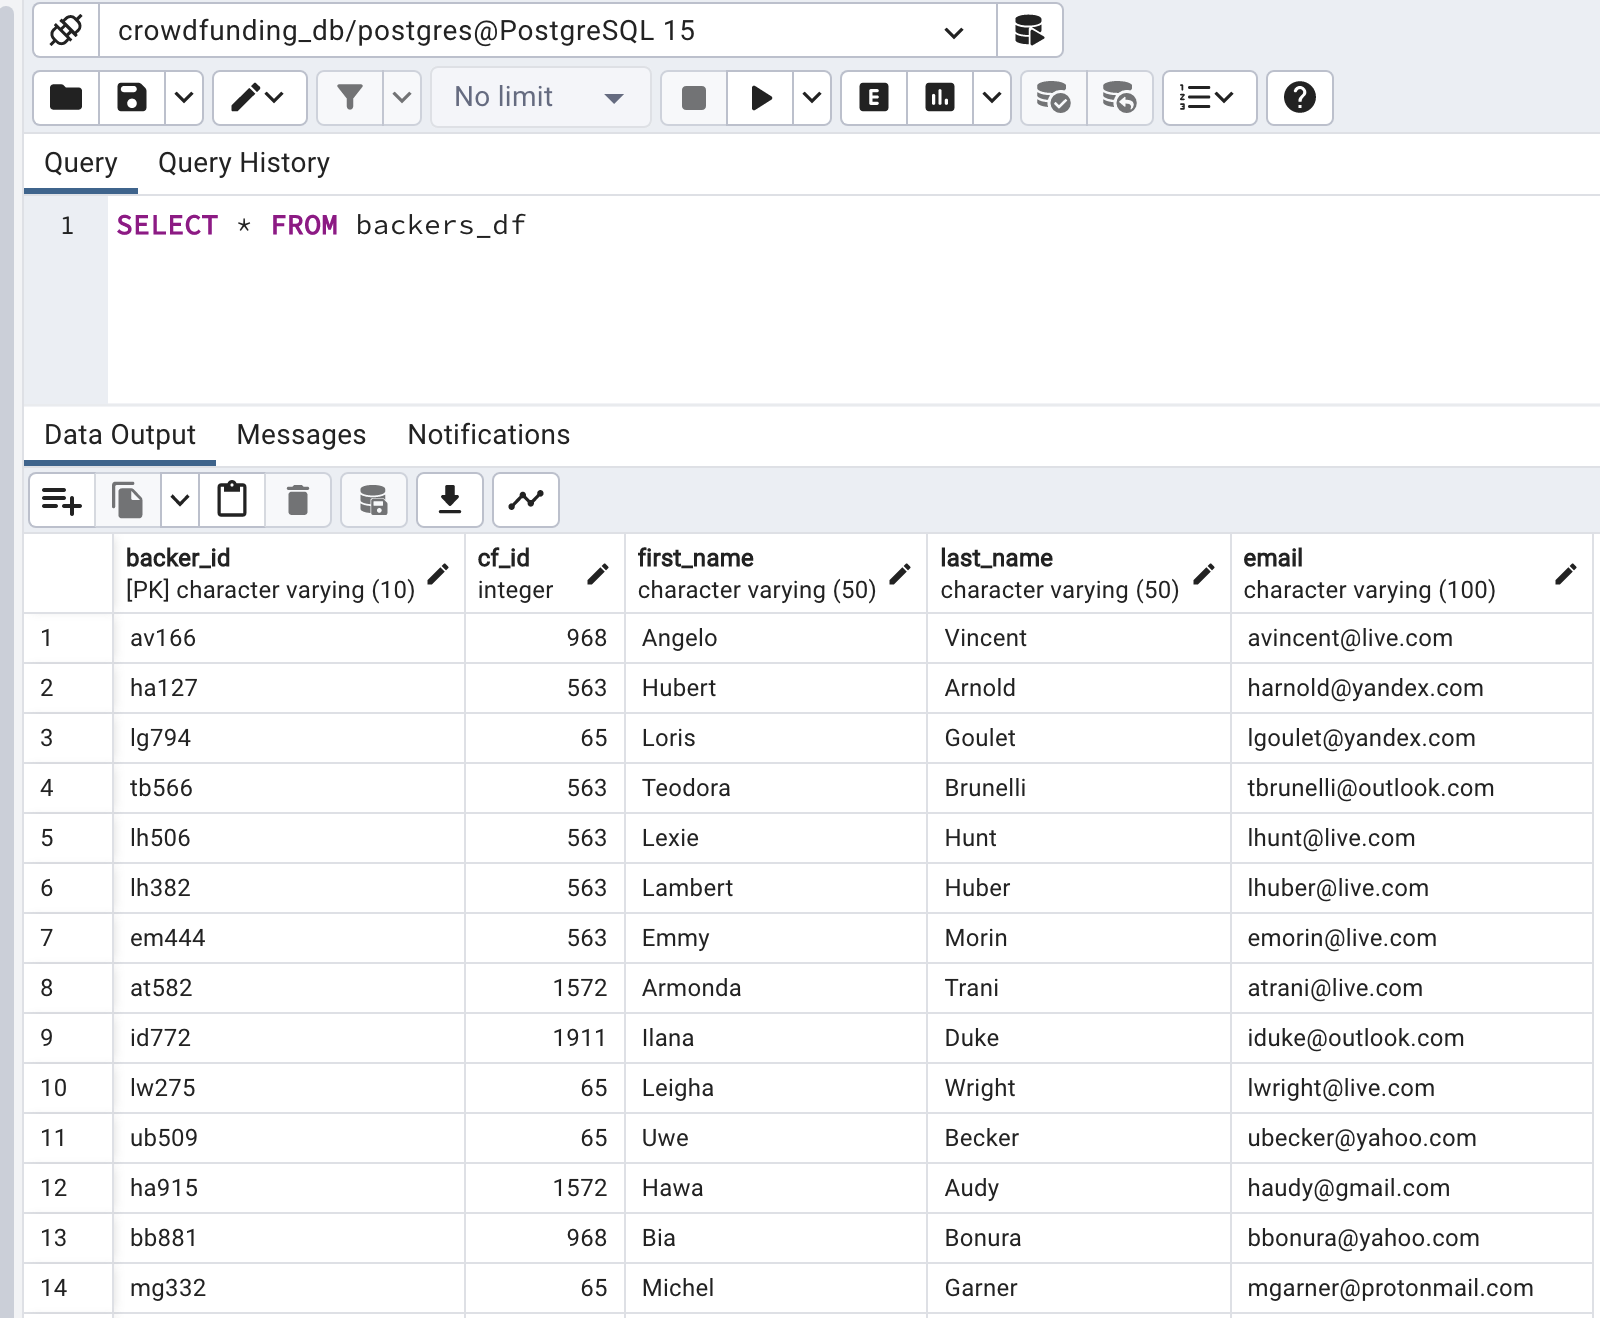 crowdfunding_db/postgres@PostgreSQL 15
No limit
E
1
2
3
?
Query Query History
1 SELECT * FROM backers_df
Data Output Messages Notifications
backer_id cf_id first_name last_name email
[PK] character varying (10) integer character varying (50) character varying (50) character varying (100)
1 av166 968 Angelo Vincent avincent@live.com
2 ha127 563 Hubert Arnold harnold@yandex.com
3 lg794 65 Loris Goulet lgoulet@yandex.com
4 tb566 563 Teodora Brunelli tbrunelli@outlook.com
5 lh506 563 Lexie Hunt lhunt@live.com
6 lh382 563 Lambert Huber lhuber@live.com
7 em444 563 Emmy Morin emorin@live.com
8 at582 1572 Armonda Trani atrani@live.com
9 id772 1911 Ilana Duke iduke@outlook.com
10 lw275 65 Leigha Wright lwright@live.com
11 ub509 65 Uwe Becker ubecker@yahoo.com
12 ha915 1572 Hawa Audy haudy@gmail.com
13 bb881 968 Bia Bonura bbonura@yahoo.com
14 mg332 65 Michel Garner mgarner@protonmail.com